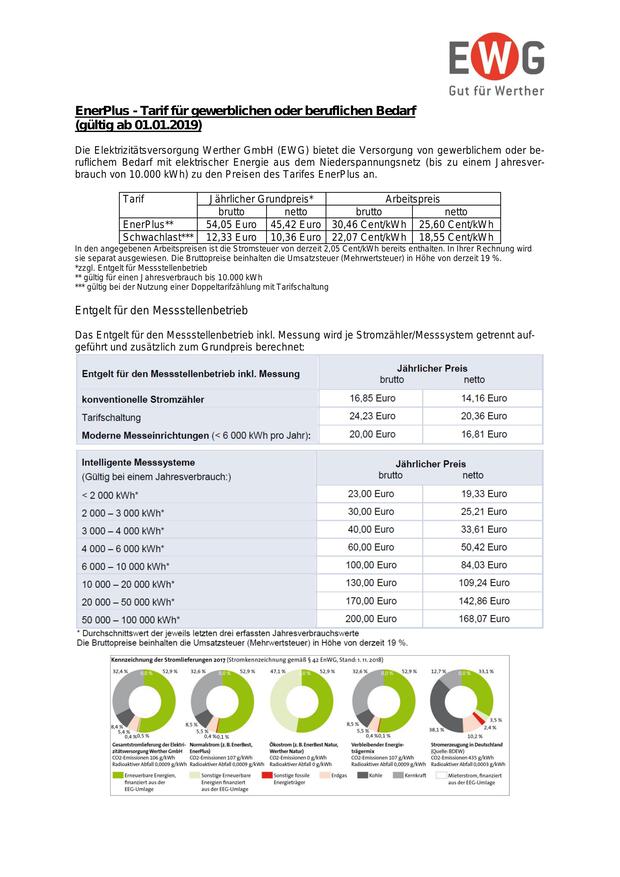 EWG
Gut für Werther
EnerPlus - Tarif für gewerblichen oder beruflichen Bedarf
(gültig ab 01.01.2019)
Die Elektrizitätsversorgung Werther GmbH (EWG) bietet die Versorgung von gewerblichem oder be-
ruflichem Bedarf mit elektrischer Energie aus dem Niederspannungsnetz (bis zu einem Jahresver-
brauch von 10.000 kWh) zu den Preisen des Tarifes EnerPlus an.
Tarif Jährlicher Grundpreis* Arbeitspreis
brutto netto brutto netto
EnerPlus** 54,05 Euro 45,42 Euro 30,46 Cent/kWh 25,60 Cent/kWh
Schwachlast*** 12,33 Euro 10,36 Euro 22,07 Cent/kWh 18,55 Cent/kWh
In den angegebenen Arbeitspreisen ist die Stromsteuer von derzeit 2,05 Cent/kWh bereits enthalten. In Ihrer Rechnung wird
sie separat ausgewiesen. Die Bruttopreise beinhalten die Umsatzsteuer (Mehrwertsteuer) in Höhe von derzeit 19 %.
*zzgl. Entgelt für Messstellenbetrieb
** gültig für einen Jahresverbrauch bis 10.000 kWh
*** gültig bei der Nutzung einer Doppeltarifzählung mit Tarifschaltung
Entgelt für den Messstellenbetrieb
Das Entgelt für den Messstellenbetrieb inkl. Messung wird je Stromzähler/Messsystem getrennt auf-
geführt und zusätzlich zum Grundpreis berechnet:
Entgelt für den Messstellenbetrieb inkl. Messung Jährlicher Preis
brutto netto
konventionelle Stromzähler 16,85 Euro 14,16 Euro
Tarifschaltung 24,23 Euro 20,36 Euro
Moderne Messeinrichtungen (< 6 000 kWh pro Jahr): 20,00 Euro 16,81 Euro
Intelligente Messsysteme Jährlicher Preis
(Gültig bei einem Jahresverbrauch:) brutto netto
< 2 000 kWh* 23,00 Euro 19,33 Euro
2 000 – 3 000 kWh* 30,00 Euro 25,21 Euro
3 000 – 4 000 kWh* 40,00 Euro 33,61 Euro
4 000 – 6 000 kWh* 60,00 Euro 50,42 Euro
6 000 – 10 000 kWh* 100,00 Euro 84,03 Euro
10 000 – 20 000 kWh* 130,00 Euro 109,24 Euro
20 000 – 50 000 kWh* 170,00 Euro 142,86 Euro
50 000 – 100 000 kWh* 200,00 Euro 168,07 Euro
* Durchschnittswert der jeweils letzten drei erfassten Jahresverbrauchswerte
Die Bruttopreise beinhalten die Umsatzsteuer (Mehrwertsteuer) in Höhe von derzeit 19 %.
Kennzeichnung der Stromlieferungen 2017 (Stromkennzeichnung gemäß § 42 EnWG, Stand: 1. 11. 2018)
32,4 % 0,0 % 52,9 % 32,6 % 0,0 % 52,9 % 47,1 % 0,0 % 52,9 % 32,6 % 0,0 % 52,9 % 12,7 % 0,0 % 33,1 %
8,4 % 5,4 % 0,4 % 0,5 % 8,5 % 5,5 % 0,4 % 0,1 % 8,5 % 5,5 % 0,4 % 0,1 % 38,1 % 10,2 % 2,4 % 3,5 %
Gesamtstromlieferung der Elektri- Normalstrom (z. B. EnerBest, Ökostrom (z. B. EnerBest Natur, Verbleibender Energie- Stromerzeugung in Deutschland
zitätsversorgung Werther GmbH EnerPlus) Werther Natur) trägermix (Quelle: BDEW)
CO2-Emissionen 106 g/kWh CO2-Emissionen 107 g/kWh CO2-Emissionen 0 g/kWh CO2-Emissionen 107 g/kWh CO2-Emissionen 435 g/kWh
Radioaktiver Abfall 0,0009 g/kWh Radioaktiver Abfall 0,0009 g/kWh Radioaktiver Abfall 0 g/kWh Radioaktiver Abfall 0,0009 g/kWh Radioaktiver Abfall 0,0003 g/kWh
Erneuerbare Energien, Sonstige Erneuerbare Sonstige fossile Erdgas Kohle Kernkraft Mieterstrom, finanziert
finanziert aus der Energien finanziert Energieträger aus der EEG-Umlage
EEG-Umlage aus der EEG-Umlage